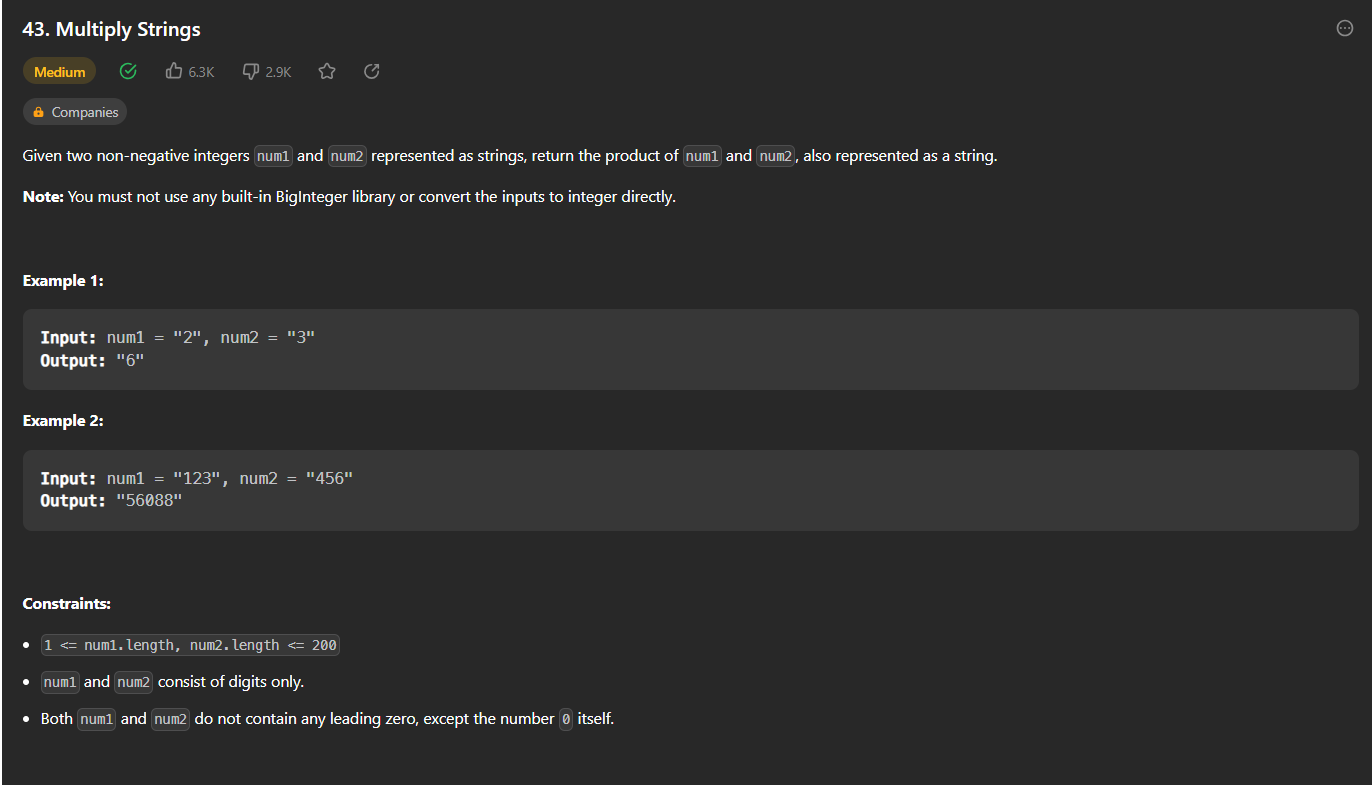 43. Multiply Strings
Medium 6.3K 2.9K
Companies
Given two non-negative integers num1 and num2 represented as strings, return the product of num1 and num2, also represented as a string.
Note: You must not use any built-in BigInteger library or convert the inputs to integer directly.
Example 1:
Input: num1 = "2", num2 = "3"
Output: "6"
Example 2:
Input: num1 = "123", num2 = "456"
Output: "56088"
Constraints:
• 1 <= num1.length, num2.length <= 200
• num1 and num2 consist of digits only.
• Both num1 and num2 do not contain any leading zero, except the number 0 itself.